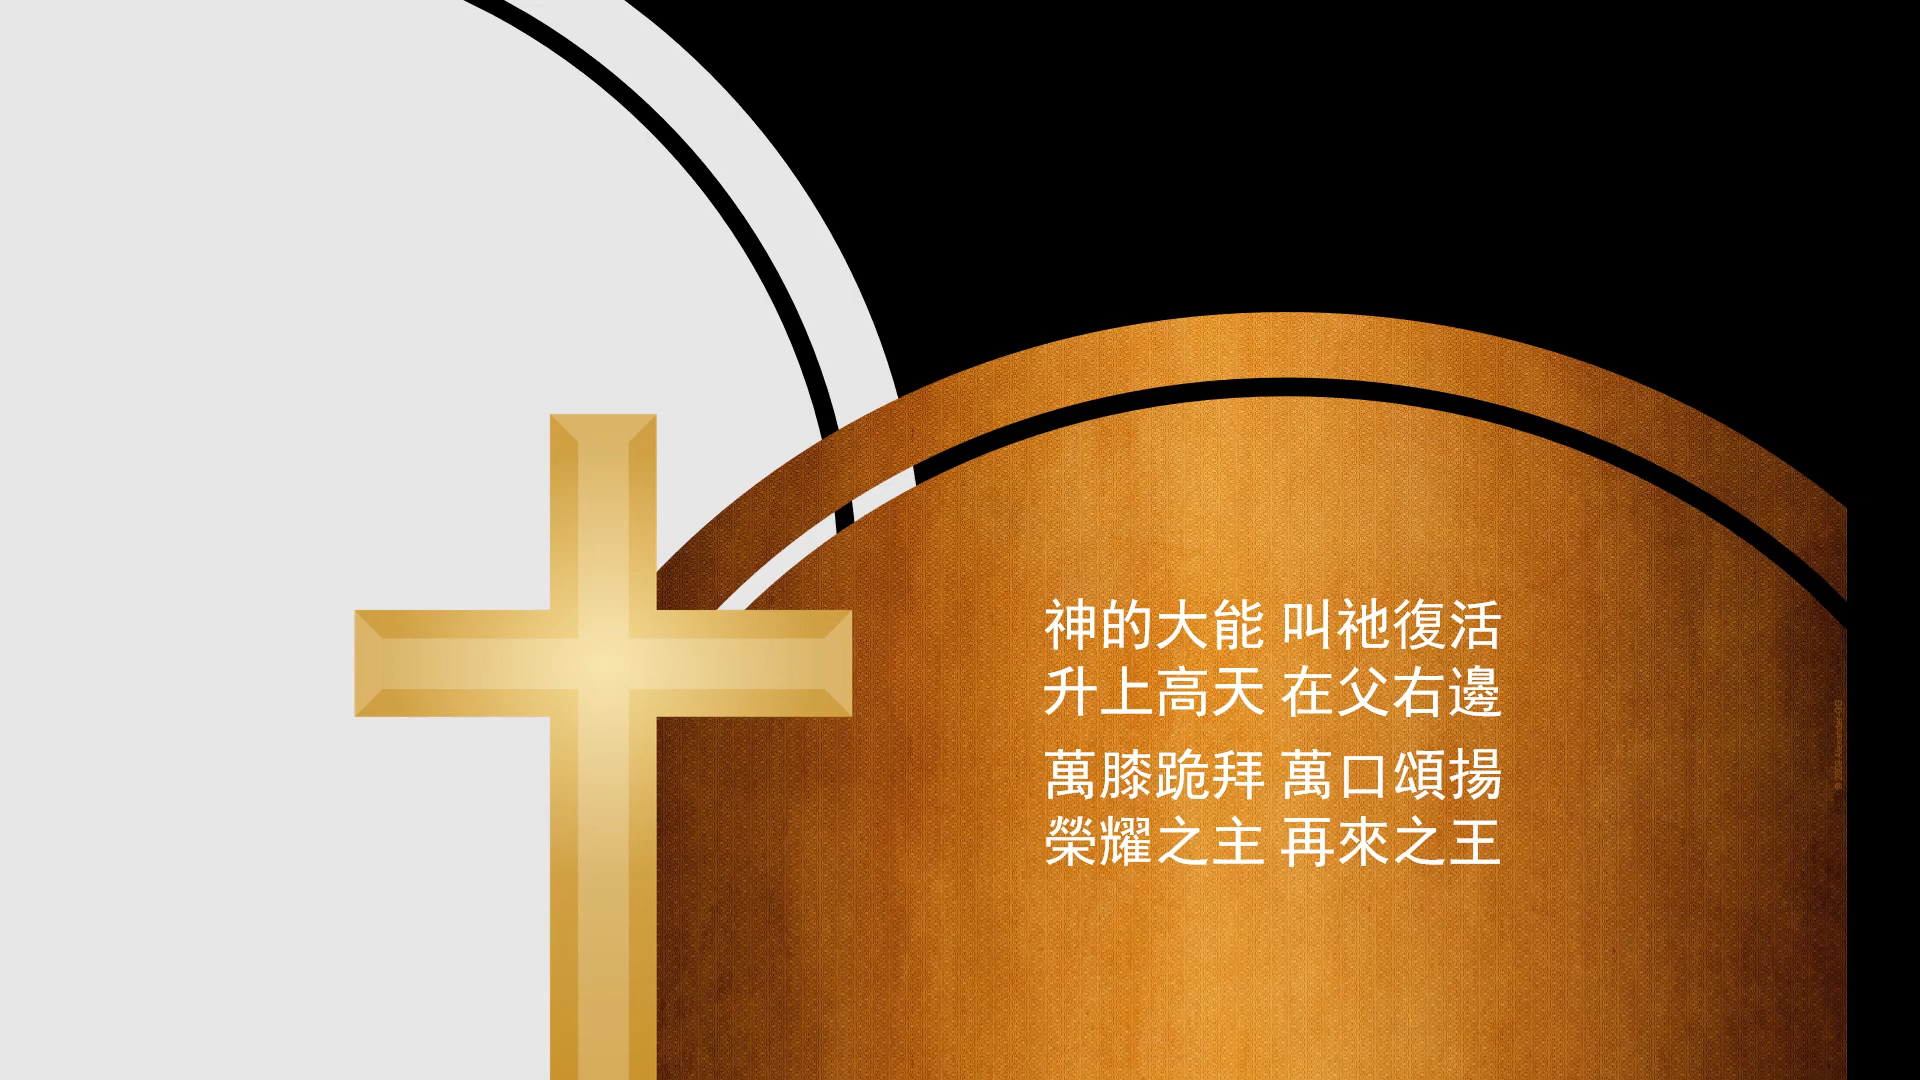 神的大能 叫祂復活
升上高天 在父右邊
萬膝跪拜 萬口頌揚
榮耀之主 再來之王